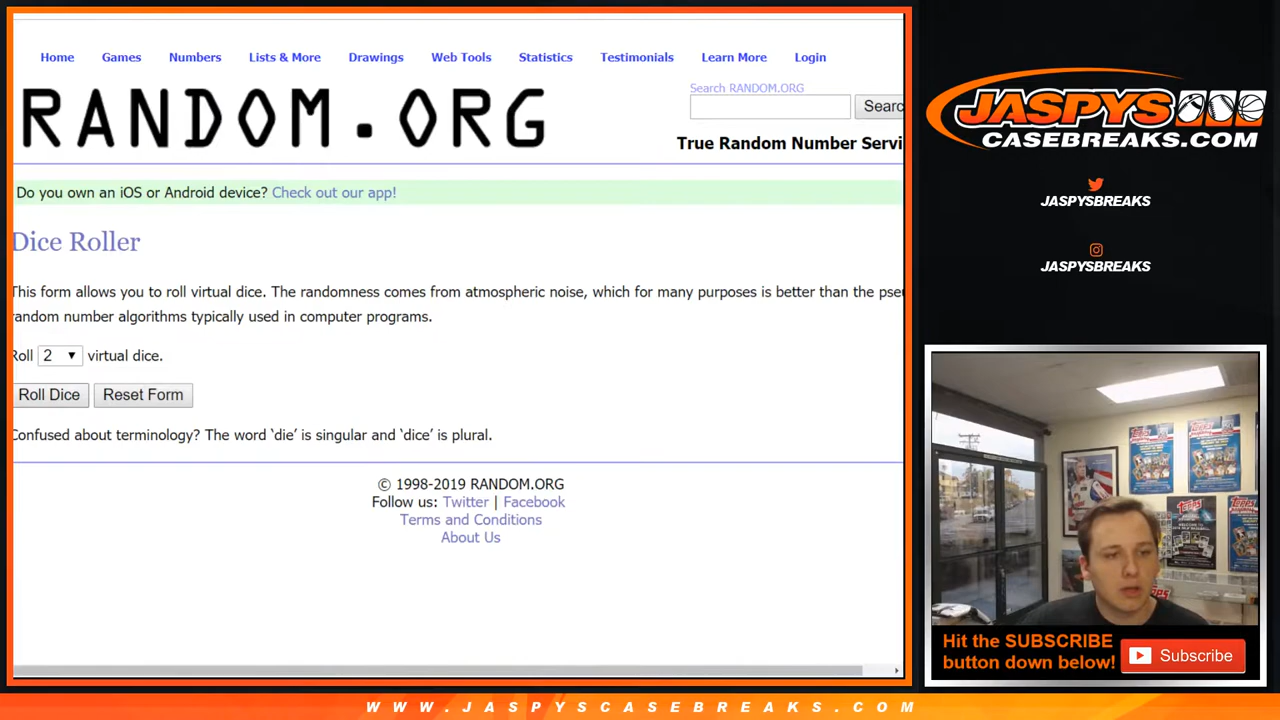 Home Games Numbers Lists & More Drawings Web Tools Statistics Testimonials Learn More Login
Search RANDOM.ORG
RANDOM.ORG
Searc
True Random Number Servi
Do you own an iOS or Android device? Check out our app!
Dice Roller
This form allows you to roll virtual dice. The randomness comes from atmospheric noise, which for many purposes is better than the pseu
random number algorithms typically used in computer programs.
Roll 2 virtual dice.
Roll Dice Reset Form
Confused about terminology? The word ‘die’ is singular and ‘dice’ is plural.
© 1998-2019 RANDOM.ORG
Follow us: Twitter | Facebook
Terms and Conditions
About Us
JASPYS
CASEBREAKS.COM
JASPYSBREAKS
JASPYSBREAKS
TOPPS
Hit the SUBSCRIBE
button down below!
Subscribe
WWW.JASPYSCASEBREAKS.COM